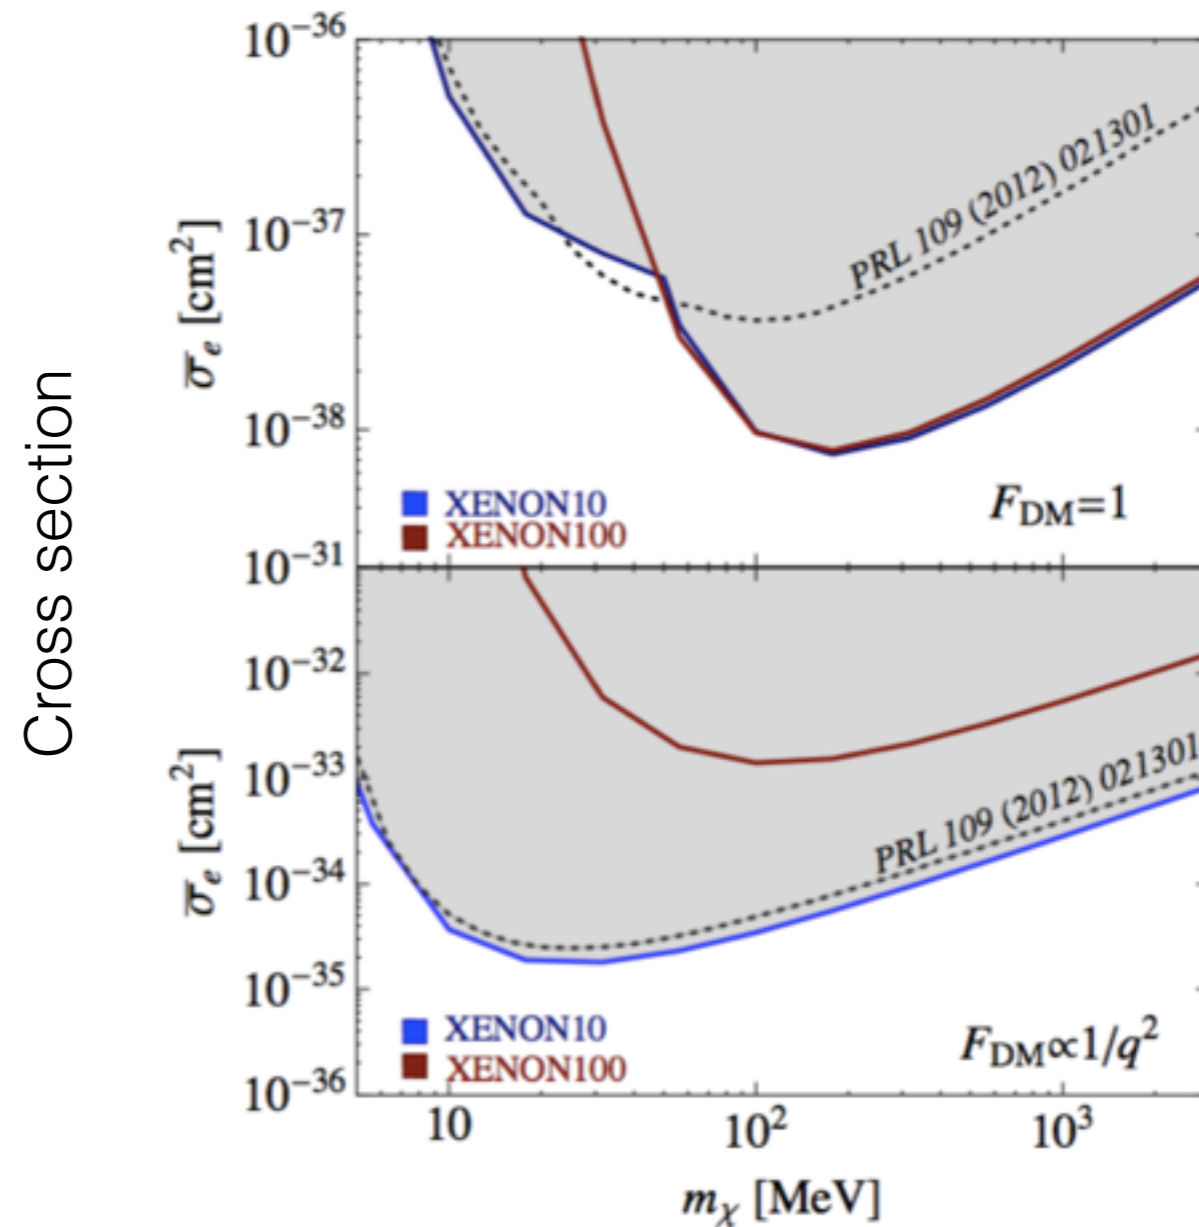 Cross section
10⁻³⁶
10⁻³⁷
10⁻³⁸
σ̅ₑ [cm²]
PRL 109 (2012) 021301
XENON10
XENON100
F_DM=1
10⁻³¹
10⁻³²
10⁻³³
10⁻³⁴
10⁻³⁵
10⁻³⁶
σ̅ₑ [cm²]
PRL 109 (2012) 021301
XENON10
XENON100
F_DM∝1/q²
10 10² 10³
mᵪ [MeV]